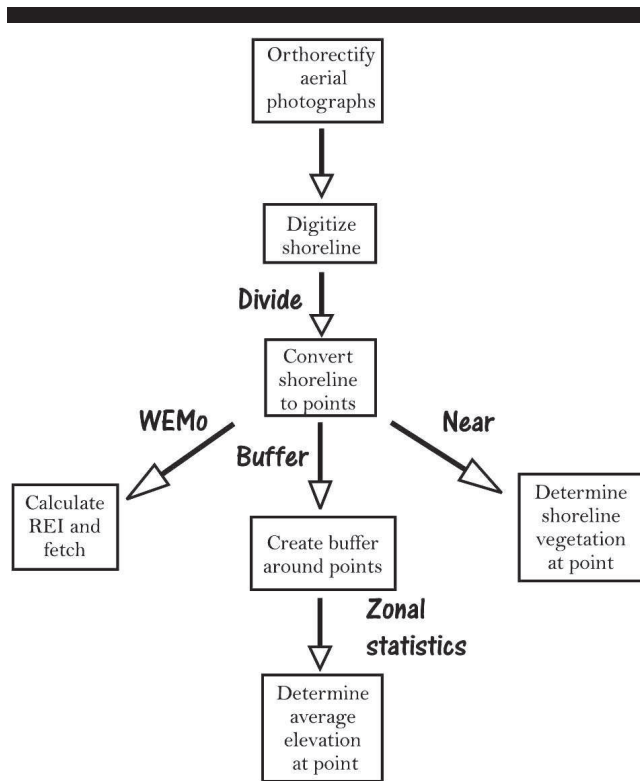 Orthorectify
aerial
photographs
Digitize
shoreline
Divide
Convert
shoreline
to points
WEMo
Buffer
Near
Calculate
REI and
fetch
Create buffer
around points
Determine
shoreline
vegetation
at point
Zonal
statistics
Determine
average
elevation
at point